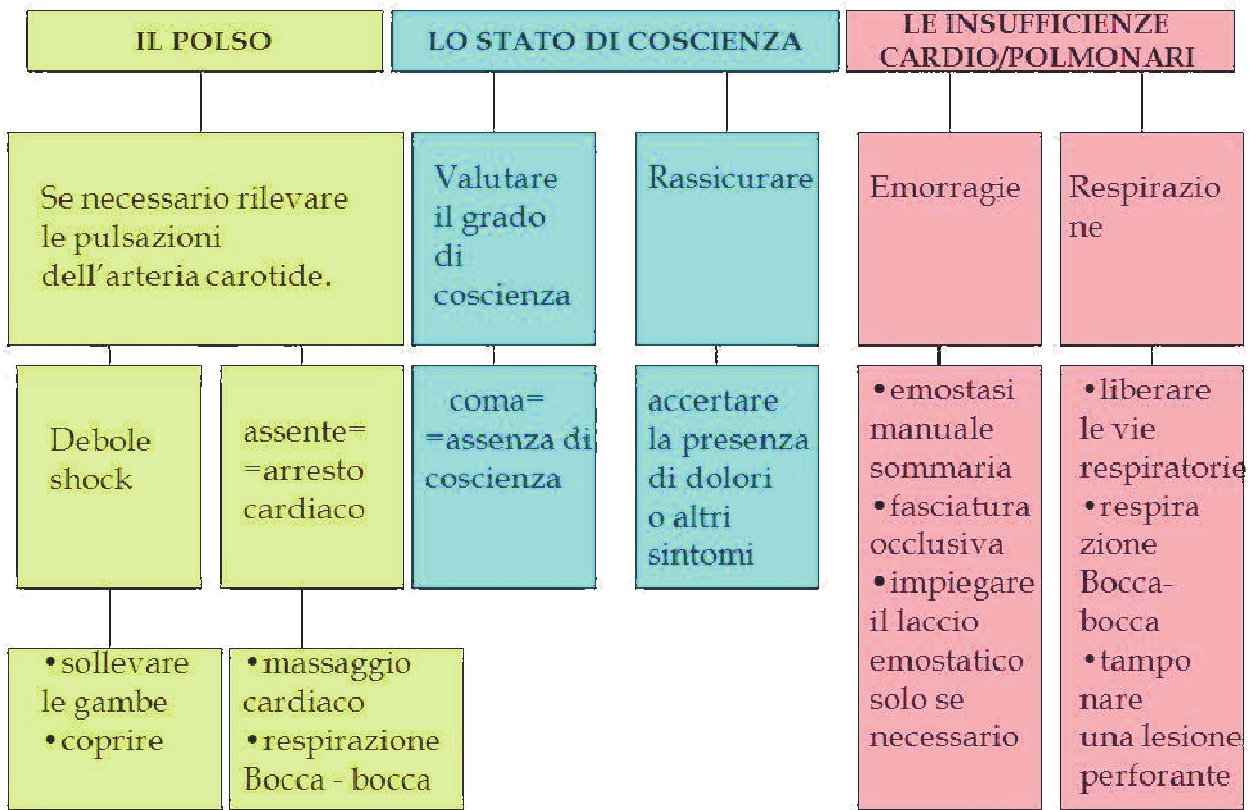 IL POLSO
LO STATO DI COSCIENZA
LE INSUFFICIENZE
CARDIO/POLMONARI
Se necessario rilevare
le pulsazioni
dell'arteria carotide.
Valutare
il grado
di
coscienza
Rassicurare
Emorragie
Respirazio
ne
Debole
shock
assente=
=arresto
cardiaco
coma=
=assenza di
coscienza
accertare
la presenza
di dolori
o altri
sintomi
•emostasi
manuale
sommaria
•fasciatura
occlusiva
•impiegare
il laccio
emostatico
solo se
necessario
•liberare
le vie
respiratorie
•respira
zione
Bocca-
bocca
•tampo
nare
una lesione
perforante
•sollevare
le gambe
•coprire
•massaggio
cardiaco
•respirazione
Bocca - bocca